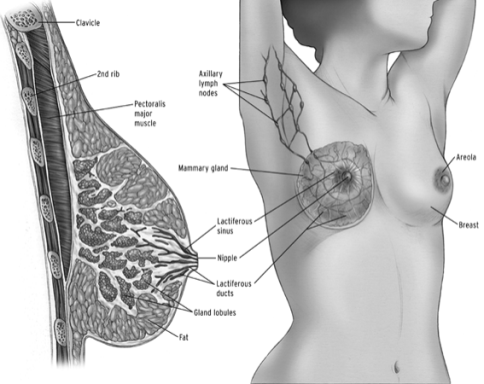 Clavicle
2nd rib
Pectoralis
major
muscle
Axillary
lymph
nodes
Mammary gland
Areola
Lactiferous
sinus
Breast
Nipple
Lactiferous
ducts
Gland lobules
Fat